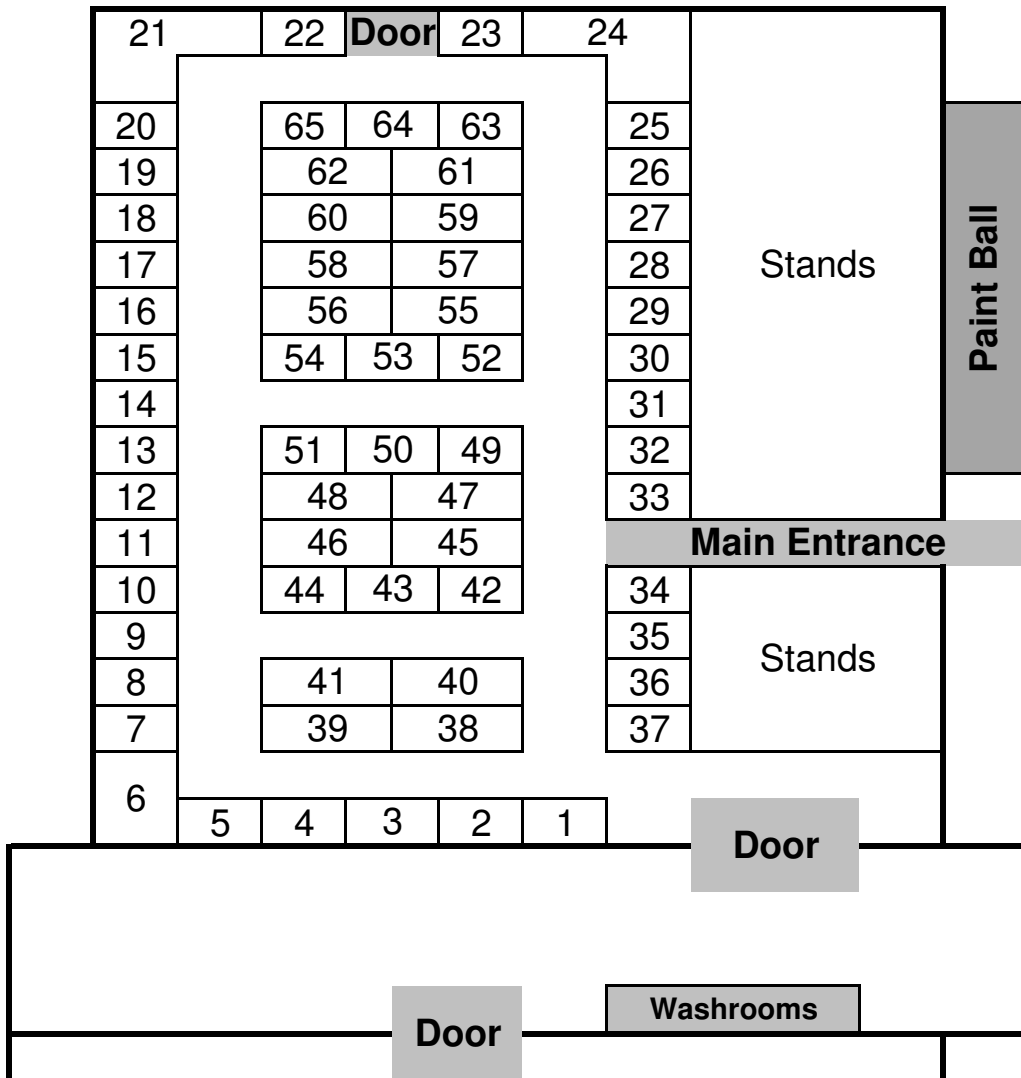 21 22 Door 23 24
20 65 64 63 25
19 62 61 26
18 60 59 27
17 58 57 28 Stands
16 56 55 29
15 54 53 52 30
Paint Ball
14 31
13 51 50 49 32
12 48 47 33
11 46 45 Main Entrance
10 44 43 42 34
9 35
Stands
8 41 40 36
7 39 38 37
6
5 4 3 2 1
Door
Washrooms
Door